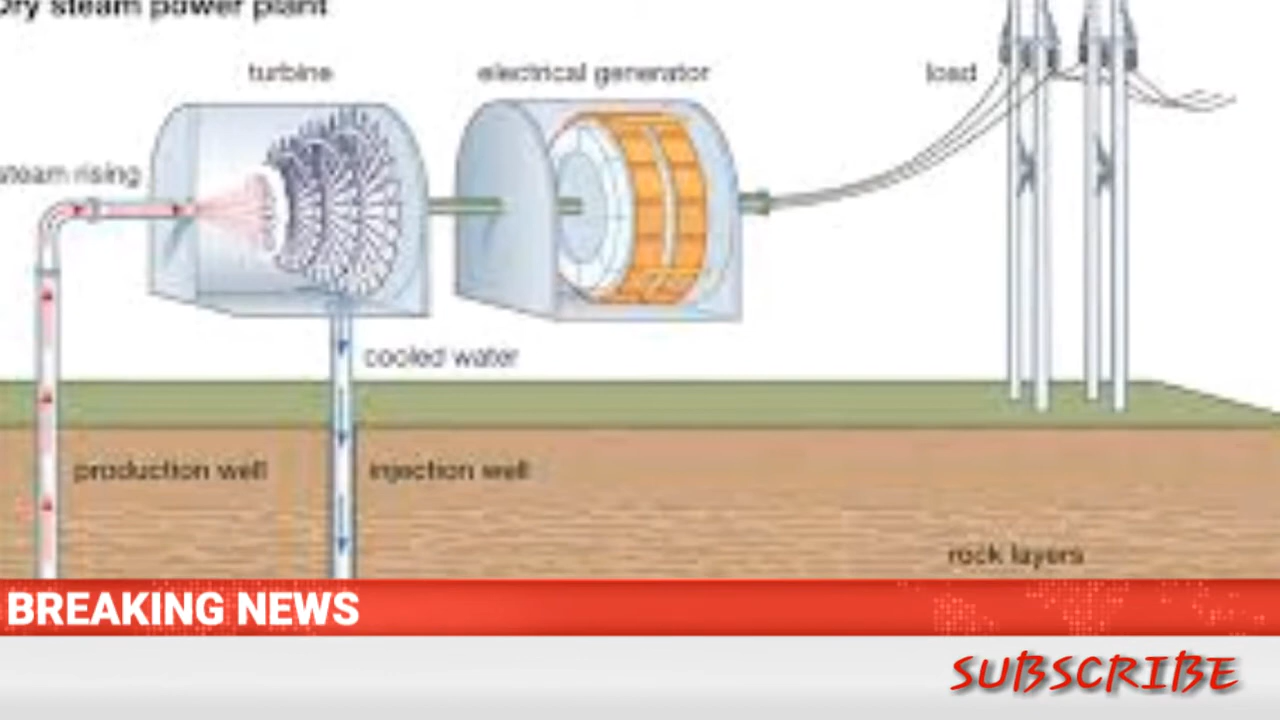 Dry steam power plant
turbine
electrical generator
load
steam rising
cooled water
production well
injection well
rock layers
BREAKING NEWS
SUBSCRIBE